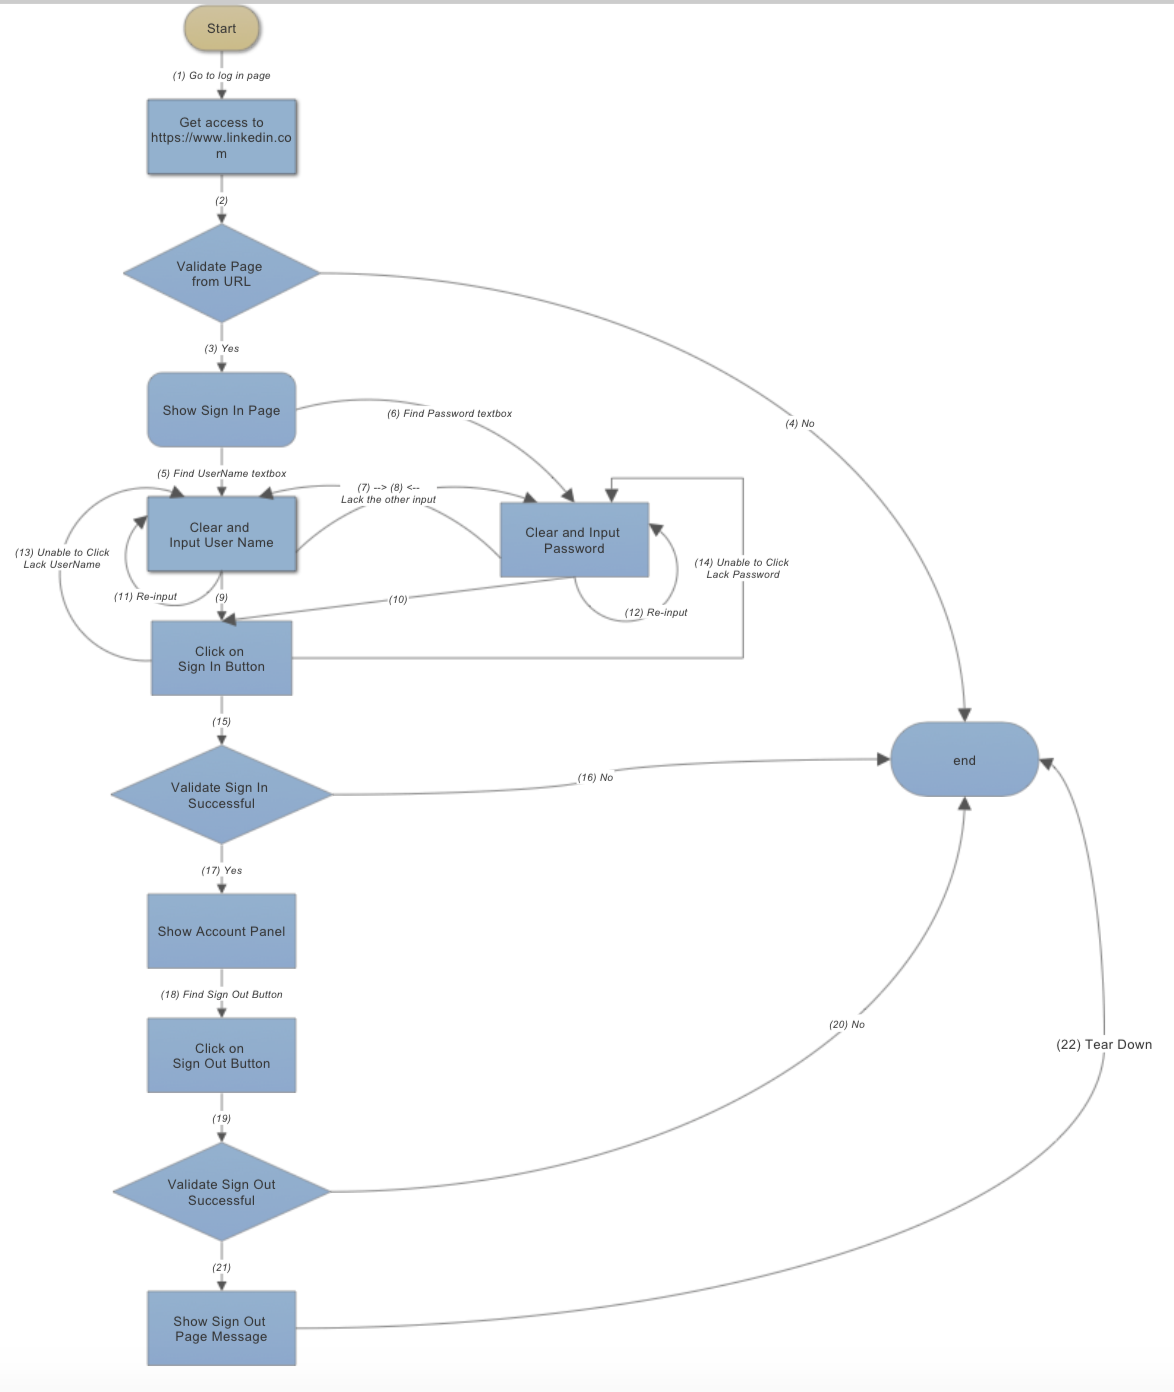 Start
(1) Go to log in page
Get access to
https://www.linkedin.co
m
(2)
Validate Page
from URL
(3) Yes
(4) No
Show Sign In Page
(6) Find Password textbox
(5) Find UserName textbox
(7) --> (8) <--
Lack the other input
Clear and
Input User Name
Clear and Input
Password
(13) Unable to Click
Lack UserName
(14) Unable to Click
Lack Password
(11) Re-input
(9)
(10)
(12) Re-input
Click on
Sign In Button
(15)
Validate Sign In
Successful
(16) No
end
(17) Yes
Show Account Panel
(18) Find Sign Out Button
Click on
Sign Out Button
(20) No
(22) Tear Down
(19)
Validate Sign Out
Successful
(21)
Show Sign Out
Page Message